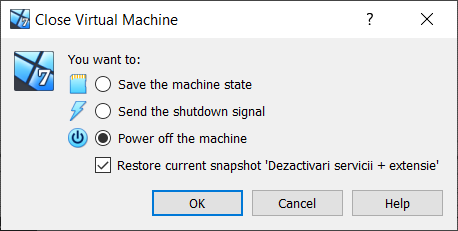 Close Virtual Machine
?
7
You want to:
Save the machine state
Send the shutdown signal
Power off the machine
Restore current snapshot 'Dezactivari servicii + extensie'
OK
Cancel
Help